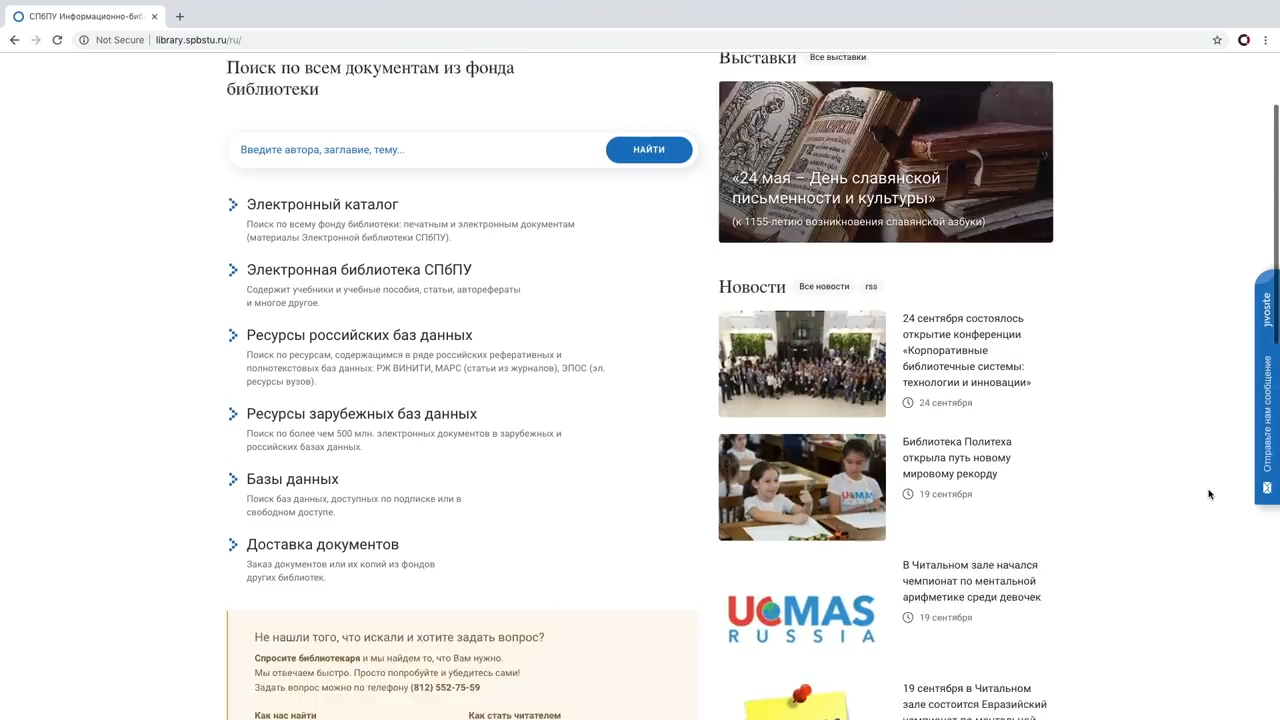 СПбПУ Информационно-биб
Not Secure
library.spbstu.ru/ru/
Поиск по всем документам из фонда
библиотеки
Введите автора, заглавие, тему...
НАЙТИ
Электронный каталог
Поиск по всему фонду библиотеки: печатным и электронным документам
(материалы Электронной библиотеки СПбПУ).
Электронная библиотека СПбПУ
Содержит учебники и учебные пособия, статьи, авторефераты
и многое другое.
Ресурсы российских баз данных
Поиск по ресурсам, содержащимся в ряде российских реферативных и
полнотекстовых баз данных: РЖ ВИНИТИ, МАРС (статьи из журналов), ЭПОС (эл.
ресурсы вузов).
Ресурсы зарубежных баз данных
Поиск по более чем 500 млн. электронных документов в зарубежных и
российских базах данных.
Базы данных
Поиск баз данных, доступных по подписке или в
свободном доступе.
Доставка документов
Заказ документов или их копий из фондов
других библиотек.
Не нашли того, что искали и хотите задать вопрос?
Спросите библиотекаря и мы найдем то, что Вам нужно.
Мы отвечаем быстро. Просто попробуйте и убедитесь сами!
Задать вопрос можно по телефону (812) 552-75-59
Как нас найти
Как стать читателем
Выставки
Все выставки
«24 мая – День славянской
письменности и культуры»
(к 1155-летию возникновения славянской азбуки)
Новости
Все новости
rss
24 сентября состоялось
открытие конференции
«Корпоративные
библиотечные системы:
технологии и инновации»
24 сентября
Библиотека Политеха
открыла путь новому
мировому рекорду
19 сентября
UCMAS
В Читальном зале начался
чемпионат по ментальной
арифметике среди девочек
19 сентября
UCMAS
RUSSIA
19 сентября в Читальном
зале состоится Евразийский
чемпионат по ментальной
jivosite
Отправьте нам сообщение